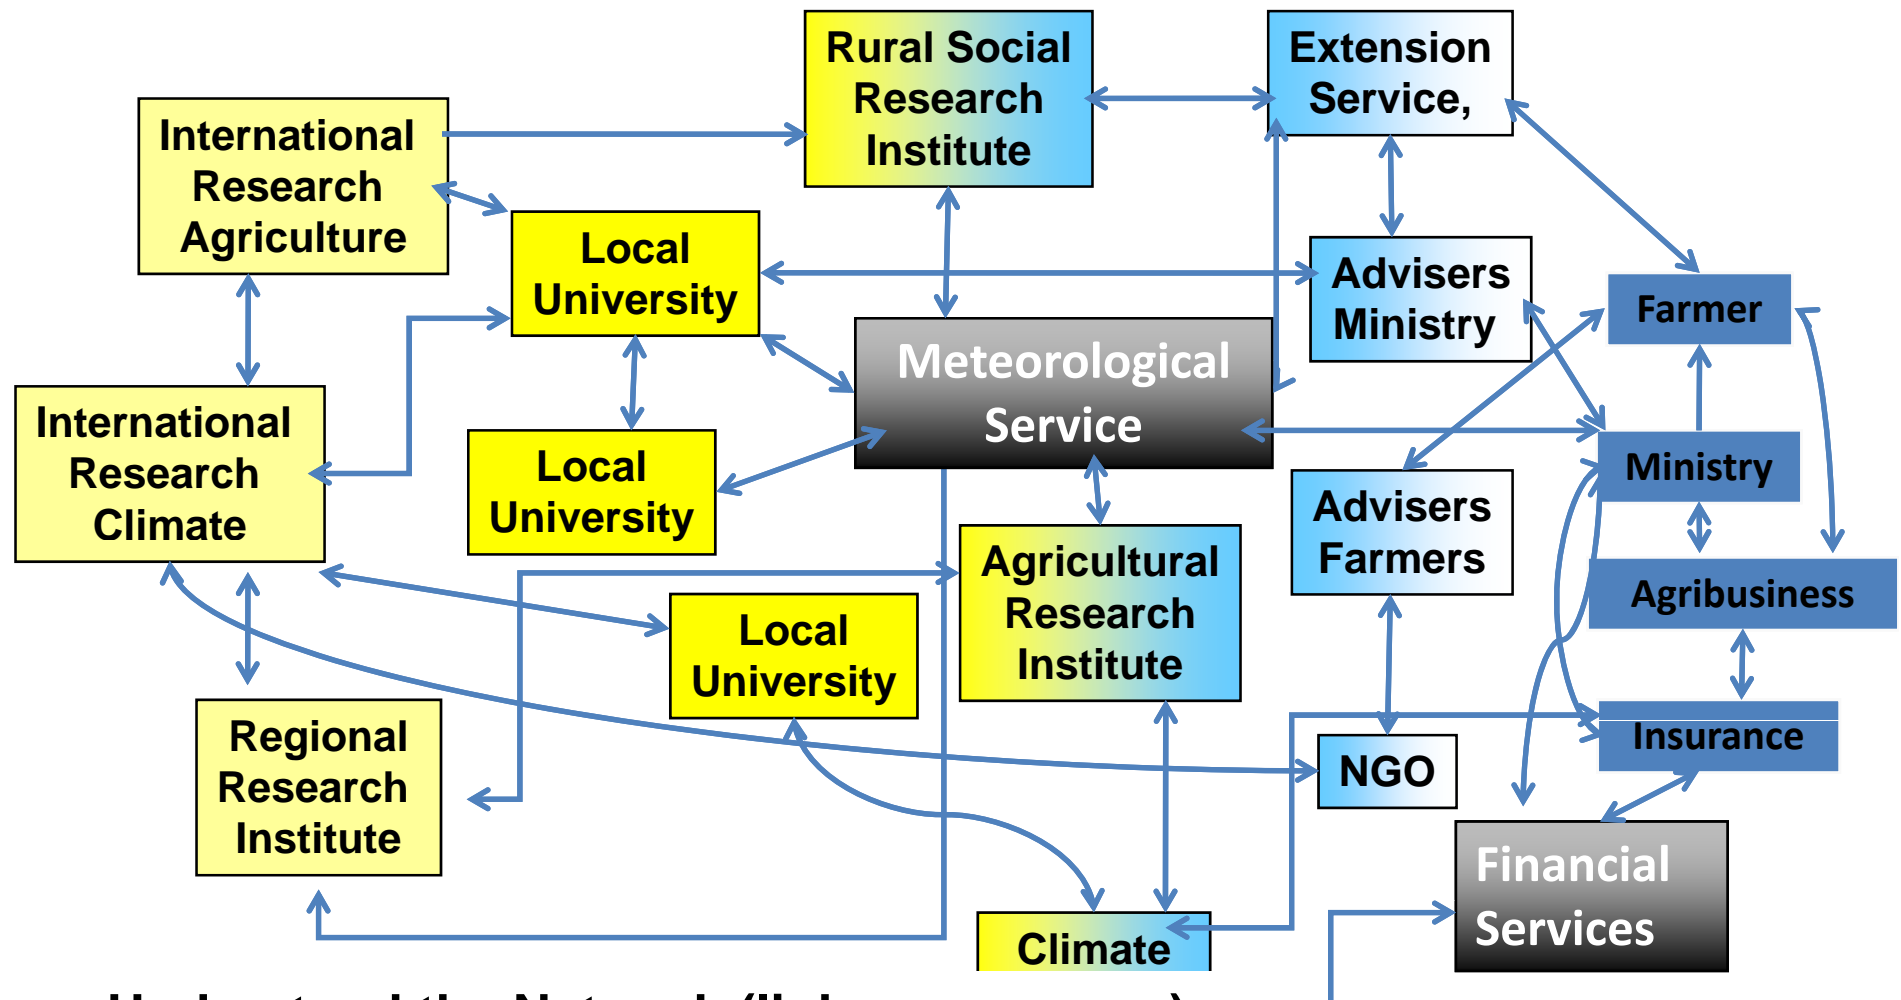 Rural Social
Research
Institute
Extension
Service,
International
Research
Agriculture
Local
University
Advisers
Ministry
Farmer
Meteorological
Service
International
Research
Climate
Local
University
Ministry
Advisers
Farmers
Agricultural
Research
Institute
Agribusiness
Local
University
Regional
Research
Institute
NGO
Insurance
Financial
Services
Climate